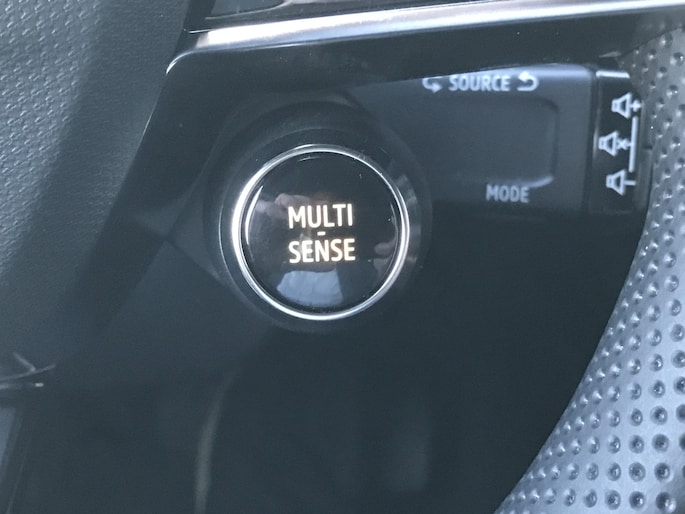 SOURCE
MULTI
-
SENSE
MODE